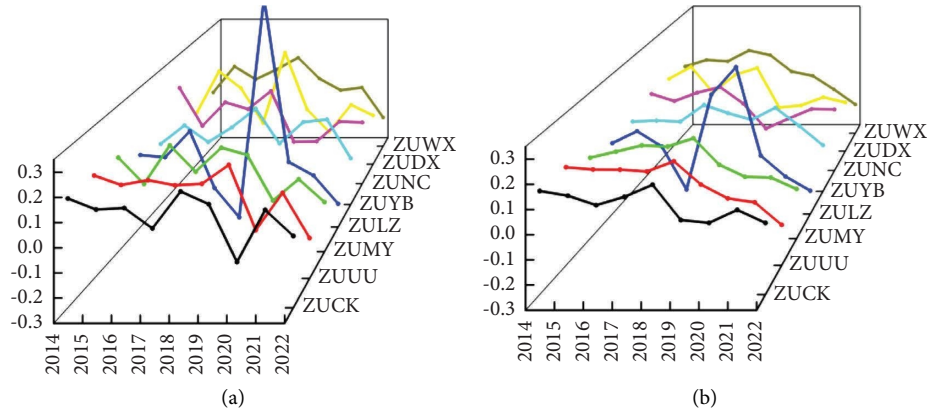 0.3
0.2
0.1
0.0
-0.1
-0.2
-0.3
2014
2015
2016
2017
2018
2019
2020
2021
2022
ZUWX
ZUDX
ZUNC
ZUYB
ZULZ
ZUMY
ZUUU
ZUCK
(a)
0.3
0.2
0.1
0.0
-0.1
-0.2
-0.3
2014
2015
2016
2017
2018
2019
2020
2021
2022
ZUWX
ZUDX
ZUNC
ZUYB
ZULZ
ZUMY
ZUUU
ZUCK
(b)